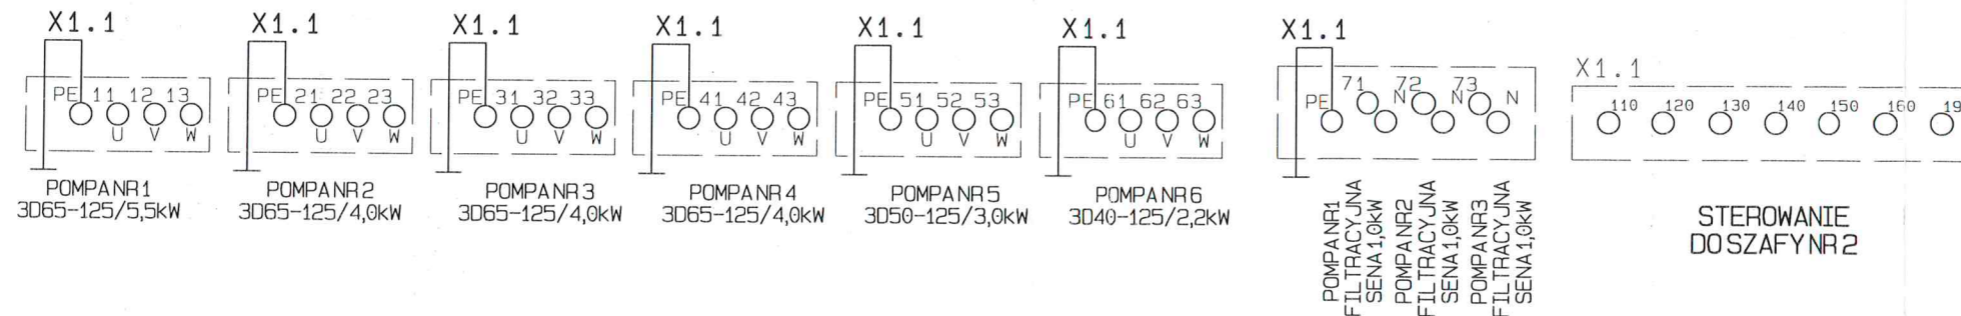 X1.1
PE 11 12 13
U V W
POMPA NR 1
3D65-125/5,5kW
X1.1
PE 21 22 23
U V W
POMPA NR 2
3D65-125/4,0kW
X1.1
PE 31 32 33
U V W
POMPA NR 3
3D65-125/4,0kW
X1.1
PE 41 42 43
U V W
POMPA NR 4
3D65-125/4,0kW
X1.1
PE 51 52 53
U V W
POMPA NR 5
3D50-125/3,0kW
X1.1
PE 61 62 63
U V W
POMPA NR 6
3D40-125/2,2kW
X1.1
PE 71 N 72 N 73 N
POMPA NR1
FILTRACYJNA
SENA 1,0kW
POMPA NR2
FILTRACYJNA
SENA 1,0kW
POMPA NR3
FILTRACYJNA
SENA 1,0kW
X1.1
110 120 130 140 150 160
STEROWANIE
DO SZAFY NR 2